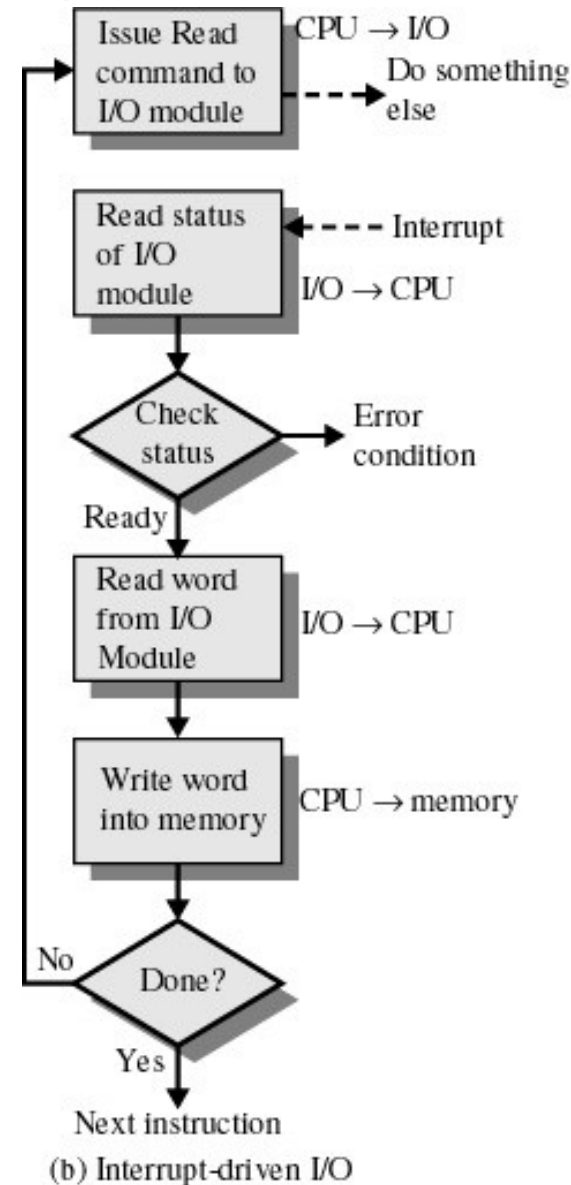 Issue Read
command to
I/O module
CPU → I/O
Do something
else
Read status
of I/O
module
Interrupt
I/O → CPU
Check
status
Error
condition
Ready
Read word
from I/O
Module
I/O → CPU
Write word
into memory
CPU → memory
No
Done?
Yes
Next instruction
(b) Interrupt-driven I/O